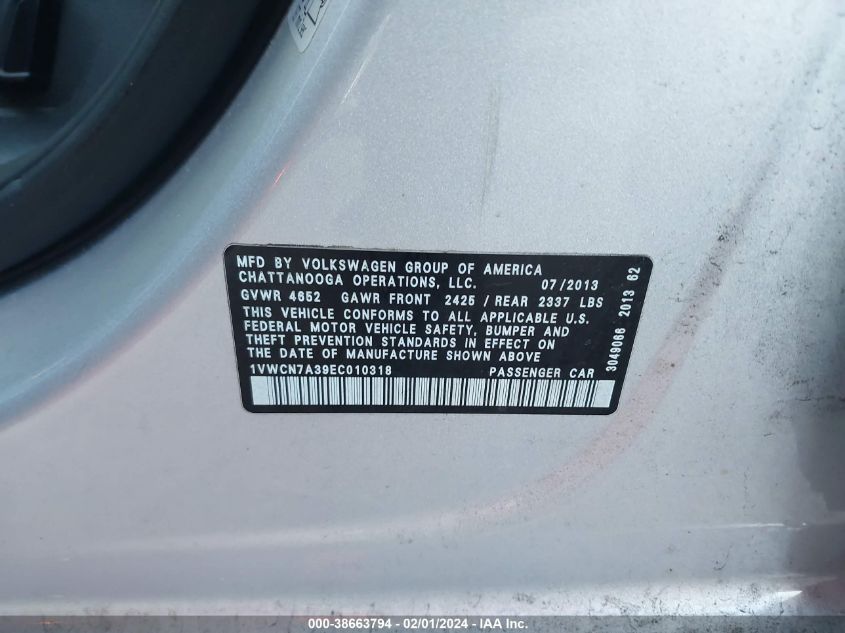 MFD BY VOLKSWAGEN GROUP OF AMERICA
CHATTANOOGA OPERATIONS, LLC. 07/2013
GVWR 4652 GAWR FRONT 2425 / REAR 2337 LBS
THIS VEHICLE CONFORMS TO ALL APPLICABLE U.S.
FEDERAL MOTOR VEHICLE SAFETY, BUMPER AND
THEFT PREVENTION STANDARDS IN EFFECT ON
THE DATE OF MANUFACTURE SHOWN ABOVE
1VWCN7A39EC010318 PASSENGER CAR
3049066 2013 62
000-38663794 - 02/01/2024 - © IAA, LLC